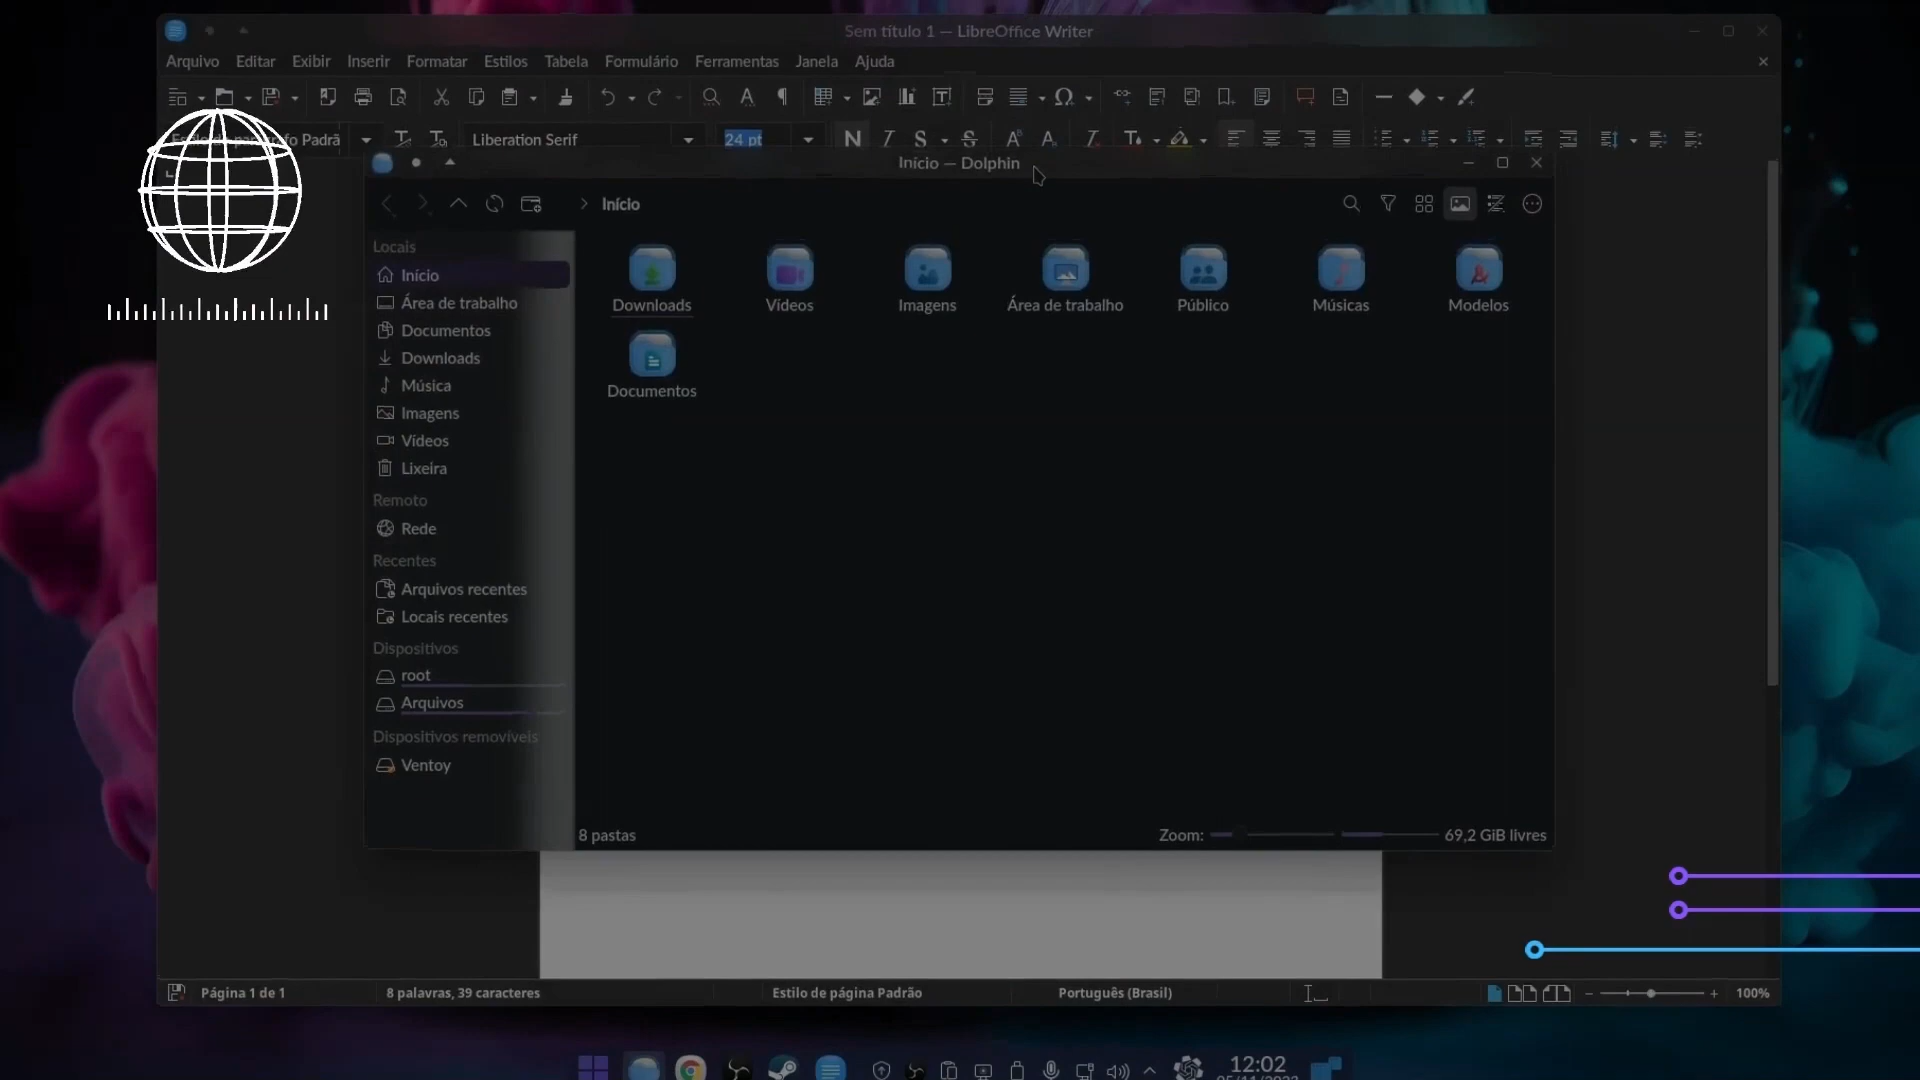 Sem título 1 — LibreOffice Writer
Arquivo Editar Exibir Inserir Formatar Estilos Tabela Formulário Ferramentas Janela Ajuda
Estilo de parágrafo Padrã Liberation Serif 24 pt N I S S
Início — Dolphin
Início
Locais
Início
Área de trabalho
Documentos
Downloads
Música
Imagens
Vídeos
Lixeira
Remoto
Rede
Recentes
Arquivos recentes
Locais recentes
Dispositivos
root
Arquivos
Dispositivos removíveis
Ventoy
Downloads Vídeos Imagens Área de trabalho Público Músicas Modelos
Documentos
8 pastas Zoom: 69,2 GiB livres
Página 1 de 1 8 palavras, 39 caracteres Estilo de página Padrão Português (Brasil) 100%
12:02